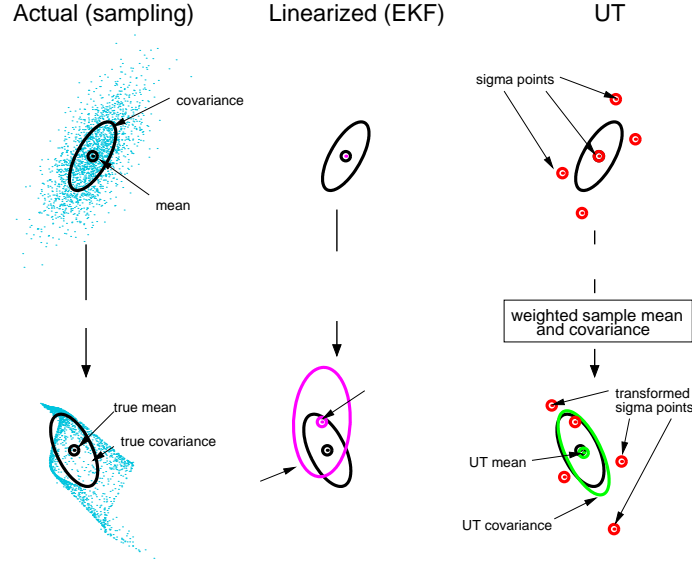 Actual (sampling)
Linearized (EKF)
UT
sigma points
covariance
mean
weighted sample mean
and covariance
true mean
true covariance
transformed
sigma points
UT mean
UT covariance